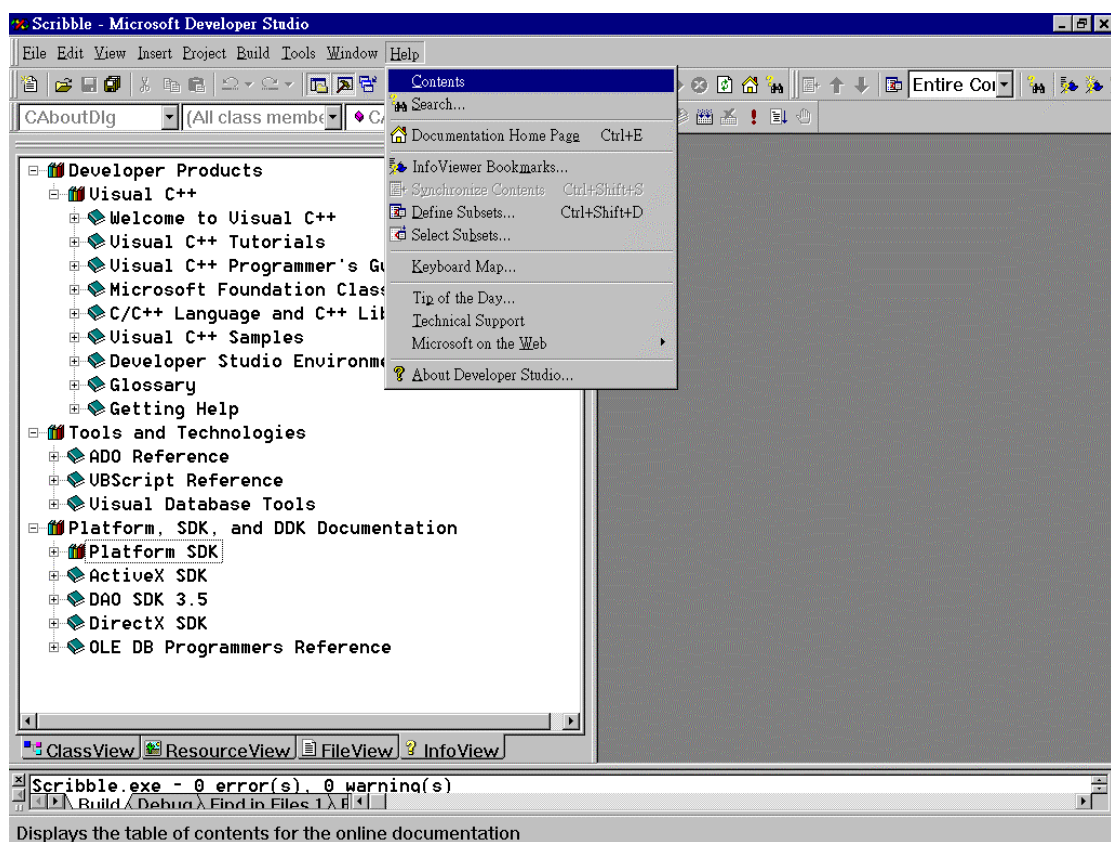 Scribble - Microsoft Developer Studio
File Edit View Insert Project Build Tools Window Help
Entire Co
CAboutDlg (All class membe
Contents
Search...
Documentation Home Page Ctrl+E
InfoViewer Bookmarks...
Synchronize Contents Ctrl+Shift+S
Define Subsets... Ctrl+Shift+D
Select Subsets...
Keyboard Map...
Tip of the Day...
Technical Support
Microsoft on the Web
About Developer Studio...
Developer Products
Visual C++
Welcome to Visual C++
Visual C++ Tutorials
Visual C++ Programmer's Gu
Microsoft Foundation Class
C/C++ Language and C++ Lib
Visual C++ Samples
Developer Studio Environme
Glossary
Getting Help
Tools and Technologies
ADO Reference
VBScript Reference
Visual Database Tools
Platform, SDK, and DDK Documentation
Platform SDK
ActiveX SDK
DAO SDK 3.5
DirectX SDK
OLE DB Programmers Reference
ClassView ResourceView FileView InfoView
Scribble.exe - 0 error(s), 0 warning(s)
Build Debug Find in Files 1
Displays the table of contents for the online documentation